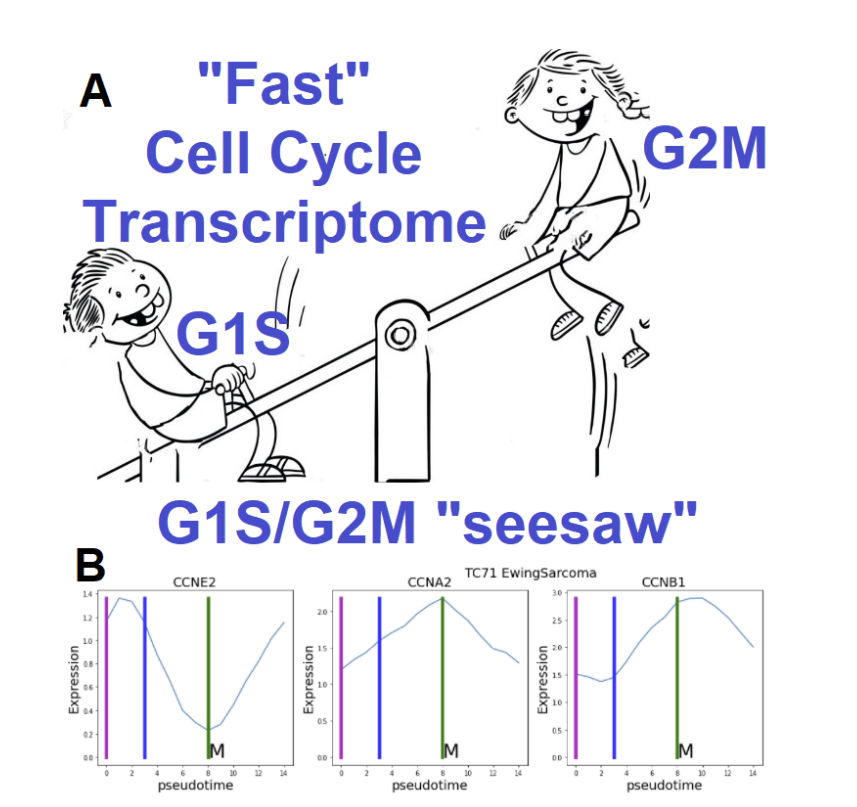 A
"Fast"
Cell Cycle
Transcriptome
G2M
G1S
G1S/G2M "seesaw"
B
TC71 EwingSarcoma
CCNE2
CCNA2
CCNB1
Expression
1.4
1.2
1.0
0.8
0.6
0.4
0.2
0.0
M
0 2 4 6 8 10 12 14
pseudotime
Expression
2.0
1.5
1.0
0.5
0.0
M
0 2 4 6 8 10 12 14
pseudotime
Expression
3.0
2.5
2.0
1.5
1.0
0.5
0.0
M
0 2 4 6 8 10 12 14
pseudotime